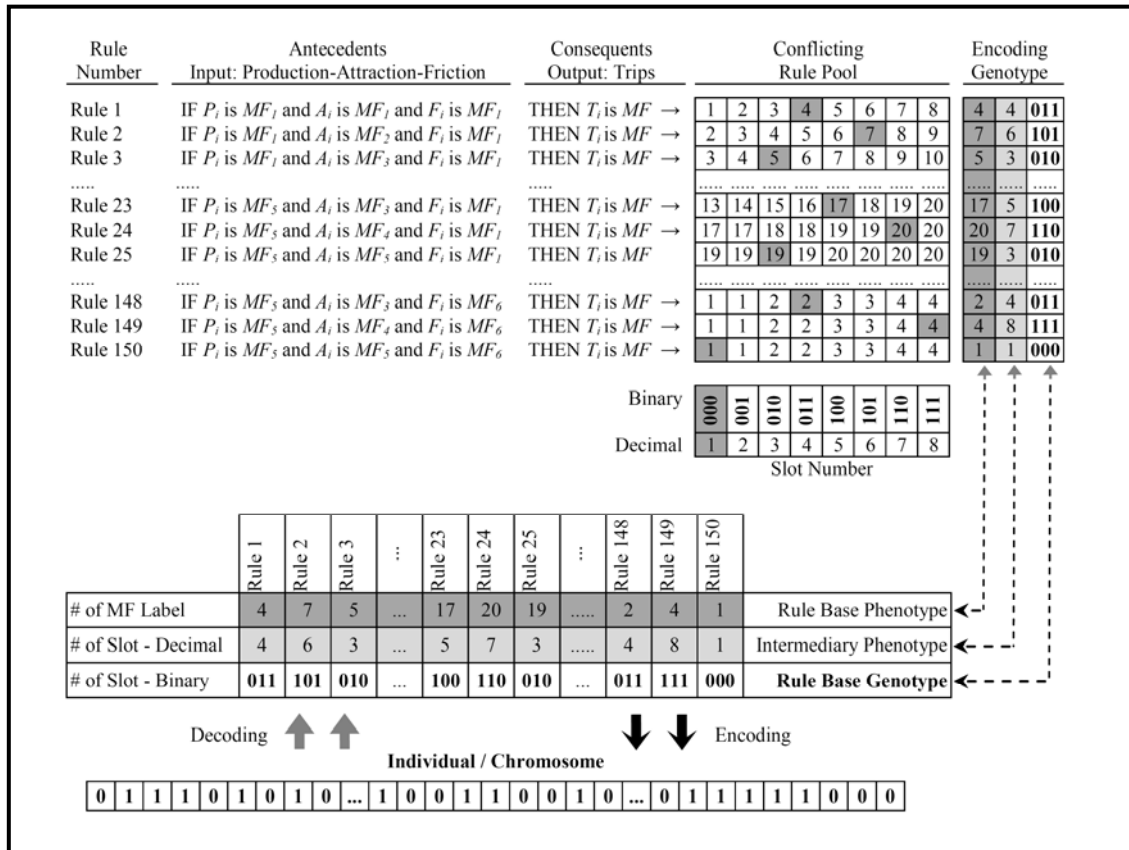 Rule Number Antecedents Input: Production-Attraction-Friction Consequents Output: Trips Conflicting Rule Pool Encoding Genotype
Rule 1 IF Pi is MF1 and Ai is MF1 and Fi is MF1 THEN Ti is MF → 1 2 3 4 5 6 7 8 4 4 011
Rule 2 IF Pi is MF1 and Ai is MF2 and Fi is MF1 THEN Ti is MF → 2 3 4 5 6 7 8 9 7 6 101
Rule 3 IF Pi is MF1 and Ai is MF3 and Fi is MF1 THEN Ti is MF → 3 4 5 6 7 8 9 10 5 3 010
..... ..... ..... ..... ..... ..... ..... ..... ..... ..... ..... ..... ..... .....
Rule 23 IF Pi is MF5 and Ai is MF3 and Fi is MF1 THEN Ti is MF → 13 14 15 16 17 18 19 20 17 5 100
Rule 24 IF Pi is MF5 and Ai is MF4 and Fi is MF1 THEN Ti is MF → 17 17 18 18 19 19 20 20 20 7 110
Rule 25 IF Pi is MF5 and Ai is MF5 and Fi is MF1 THEN Ti is MF 19 19 19 19 20 20 20 20 19 3 010
..... ..... ..... ..... ..... ..... ..... ..... ..... ..... ..... ..... ..... .....
Rule 148 IF Pi is MF5 and Ai is MF3 and Fi is MF6 THEN Ti is MF → 1 1 2 2 3 3 4 4 2 4 011
Rule 149 IF Pi is MF5 and Ai is MF4 and Fi is MF6 THEN Ti is MF → 1 1 2 2 3 3 4 4 4 8 111
Rule 150 IF Pi is MF5 and Ai is MF5 and Fi is MF6 THEN Ti is MF → 1 1 2 2 3 3 4 4 1 1 000
Binary 000 001 010 011 100 101 110 111
Decimal 1 2 3 4 5 6 7 8
Slot Number
Rule 1 Rule 2 Rule 3 ... Rule 23 Rule 24 Rule 25 ... Rule 148 Rule 149 Rule 150
# of MF Label 4 7 5 ... 17 20 19 ..... 2 4 1 Rule Base Phenotype
# of Slot - Decimal 4 6 3 ... 5 7 3 ..... 4 8 1 Intermediary Phenotype
# of Slot - Binary 011 101 010 ... 100 110 010 ... 011 111 000 Rule Base Genotype
Decoding Encoding
Individual / Chromosome
0 1 1 1 0 1 0 1 0 ... 1 0 0 1 1 0 0 1 0 ... 0 1 1 1 1 1 0 0 0